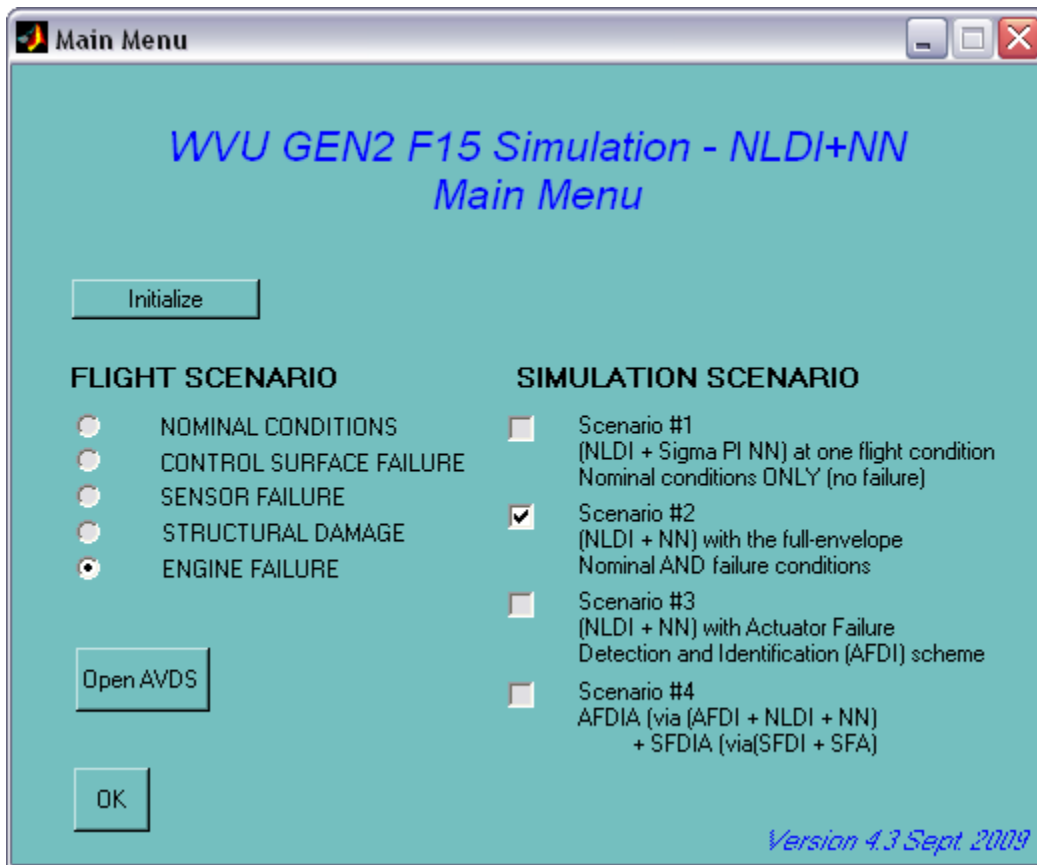 Main Menu
WVU GEN2 F15 Simulation - NLDI+NN
Main Menu
Initialize
FLIGHT SCENARIO
NOMINAL CONDITIONS
CONTROL SURFACE FAILURE
SENSOR FAILURE
STRUCTURAL DAMAGE
ENGINE FAILURE
Open AVDS
OK
SIMULATION SCENARIO
Scenario #1
(NLDI + Sigma PI NN) at one flight condition
Nominal conditions ONLY (no failure)
Scenario #2
(NLDI + NN) with the full-envelope
Nominal AND failure conditions
Scenario #3
(NLDI + NN) with Actuator Failure
Detection and Identification (AFDI) scheme
Scenario #4
AFDIA (via (AFDI + NLDI + NN)
+ SFDIA (via(SFDI + SFA)
Version 4.3 Sept. 2009